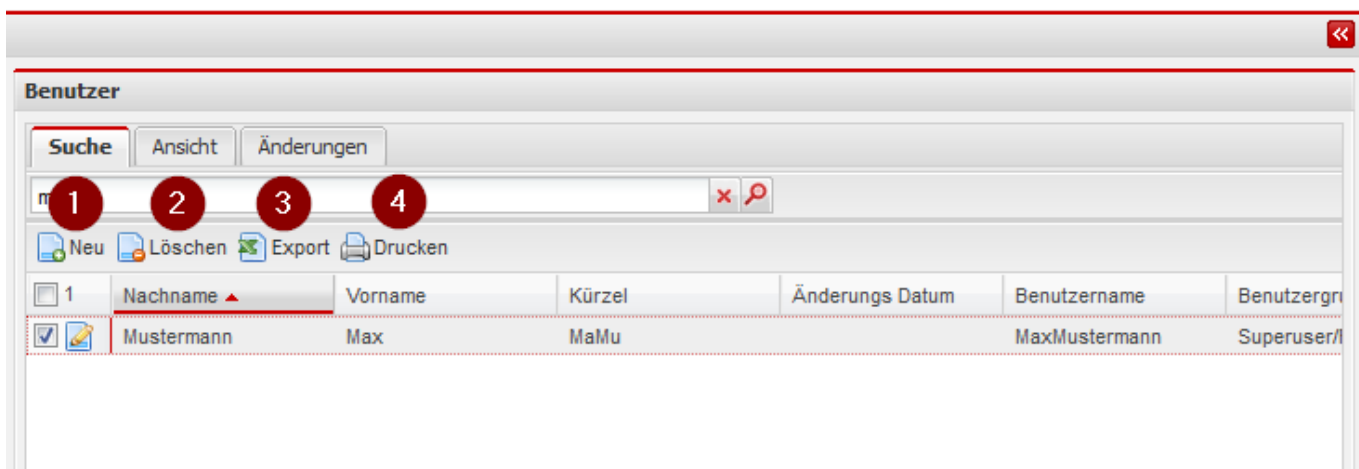 Benutzer
Suche Ansicht Änderungen
1 2 3 4
Neu Löschen Export Drucken
1 Nachname Vorname Kürzel Änderungs Datum Benutzername
Mustermann Max MaMu MaxMustermann